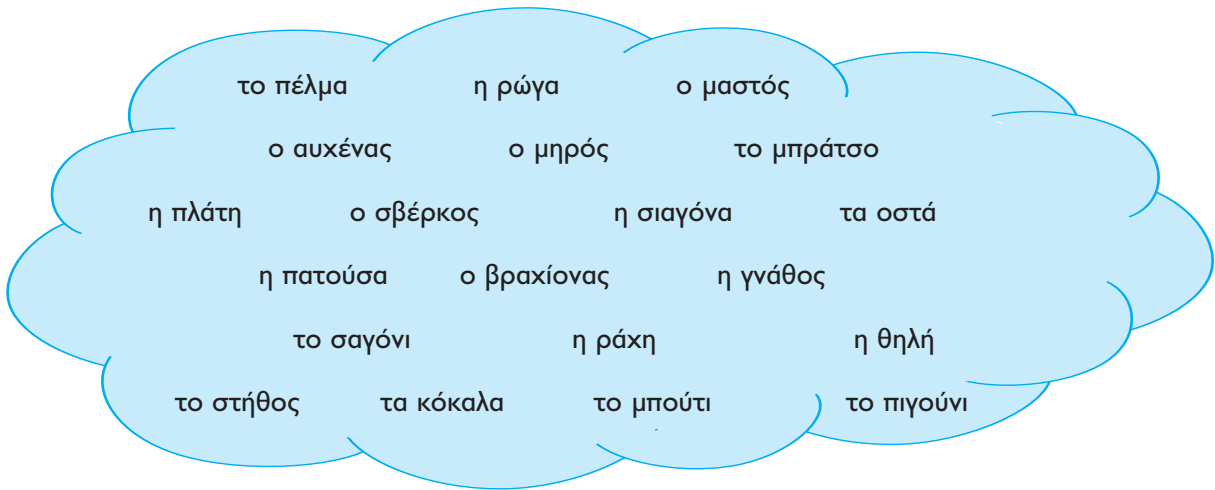 το πέλμα η ρώγα ο μαστός
ο αυχένας ο μηρός το μπράτσο
η πλάτη ο σβέρκος η σιαγόνα τα οστά
η πατούσα ο βραχίονας η γνάθος
το σαγόνι η ράχη η θηλή
το στήθος τα κόκαλα το μπούτι το πιγούνι